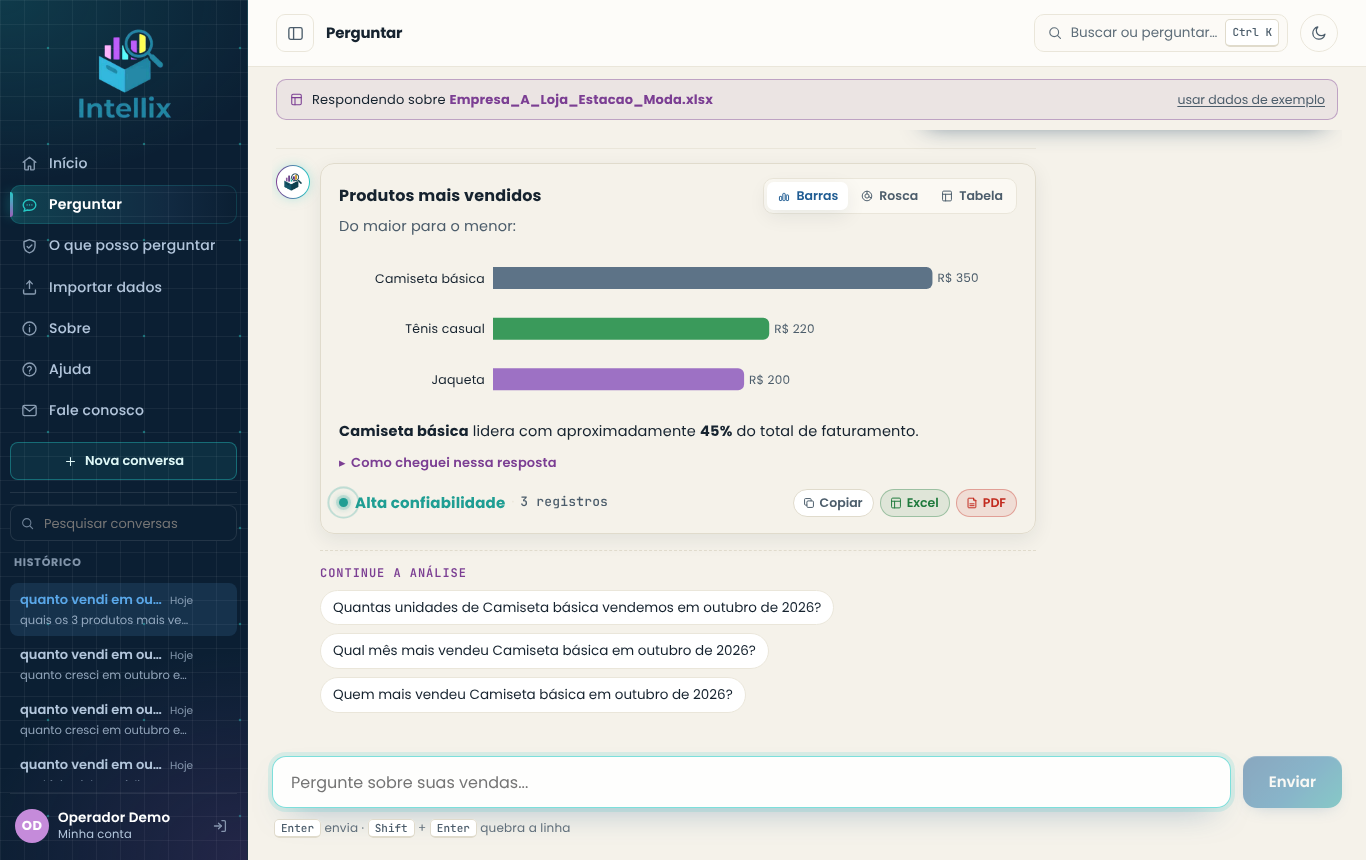 Intellix
Início
Perguntar
O que posso perguntar
Importar dados
Sobre
Ajuda
Fale conosco
+ Nova conversa
Pesquisar conversas
HISTÓRICO
quanto vendi em ou... Hoje
quais os 3 produtos mais ve...
quanto vendi em ou... Hoje
quanto cresci em outubro e...
quanto vendi em ou... Hoje
quanto cresci em outubro e...
quanto vendi em ou... Hoje
OD
Operador Demo
Minha conta
Perguntar
Buscar ou perguntar... Ctrl K
Respondendo sobre Empresa_A_Loja_Estacao_Moda.xlsx
usar dados de exemplo
Produtos mais vendidos
Barras Rosca Tabela
Do maior para o menor:
Camiseta básica R$ 350
Tênis casual R$ 220
Jaqueta R$ 200
Camiseta básica lidera com aproximadamente 45% do total de faturamento.
▸ Como cheguei nessa resposta
Alta confiabilidade 3 registros
Copiar Excel PDF
CONTINUE A ANÁLISE
Quantas unidades de Camiseta básica vendemos em outubro de 2026?
Qual mês mais vendeu Camiseta básica em outubro de 2026?
Quem mais vendeu Camiseta básica em outubro de 2026?
Pergunte sobre suas vendas...
Enviar
Enter envia · Shift + Enter quebra a linha